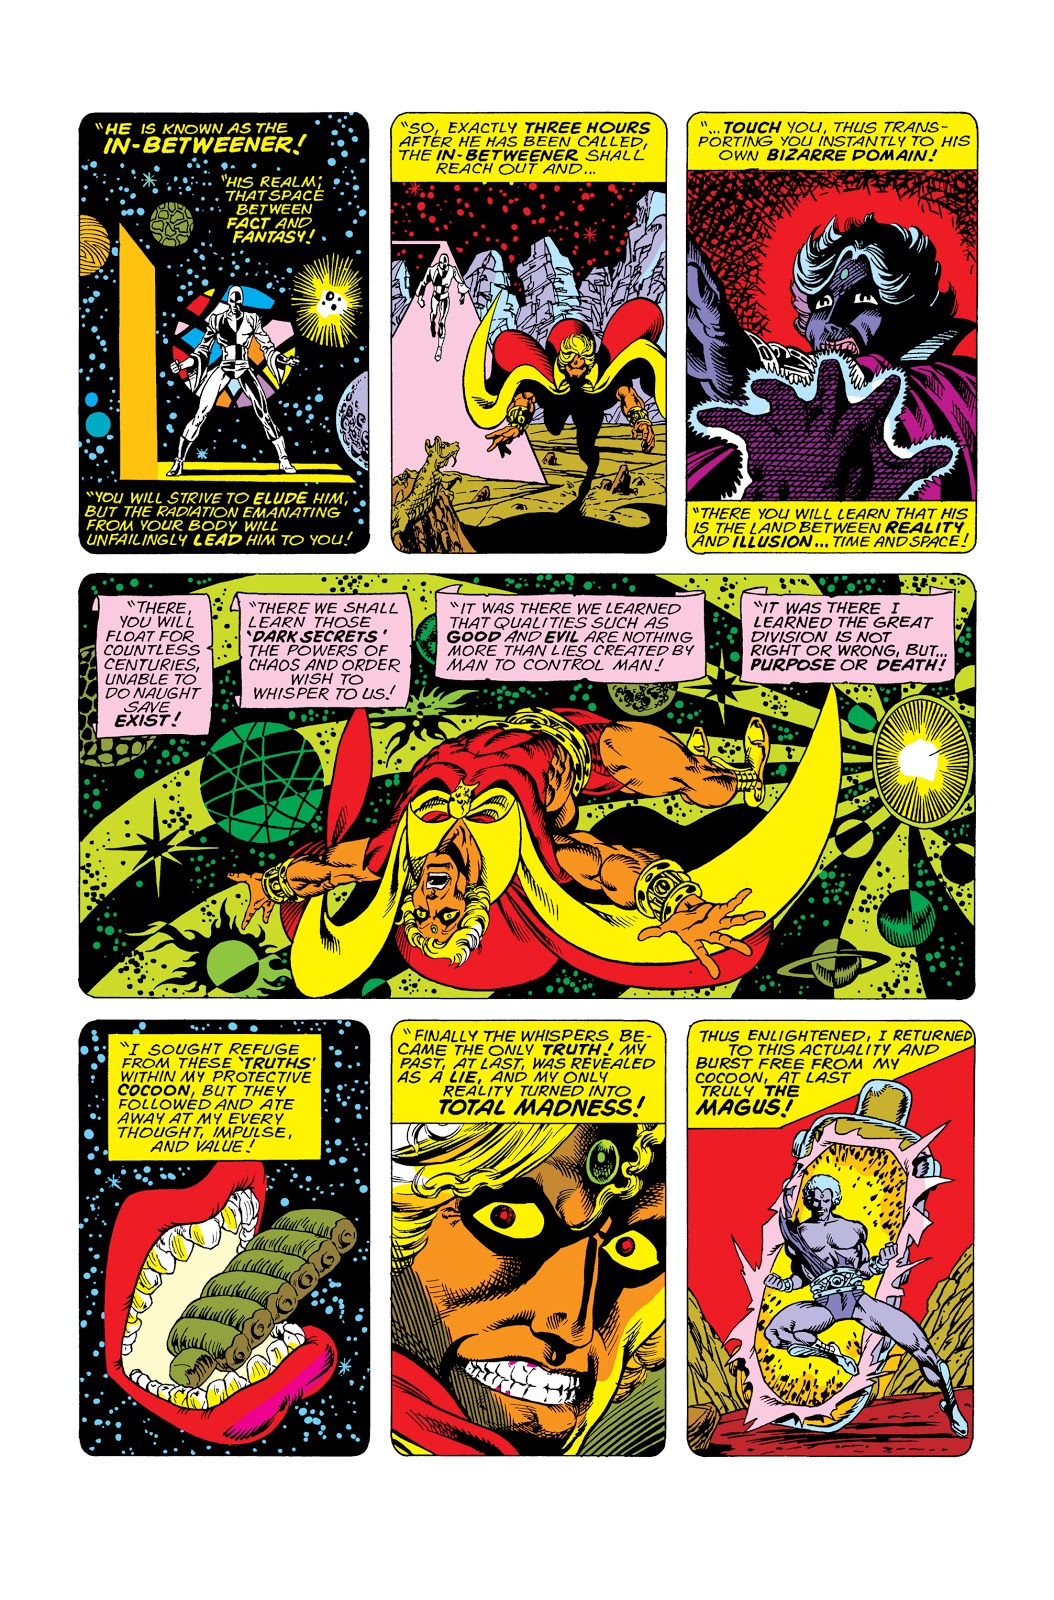 "HE IS KNOWN AS THE
IN-BETWEENER!
"HIS REALM;
THAT SPACE
BETWEEN
FACT AND
FANTASY!
"YOU WILL STRIVE TO ELUDE HIM,
BUT THE RADIATION EMANATING
FROM YOUR BODY WILL
UNFAILINGLY LEAD HIM TO YOU!
"SO, EXACTLY THREE HOURS
AFTER HE HAS BEEN CALLED,
THE IN-BETWEENER SHALL
REACH OUT AND...
"...TOUCH YOU, THUS TRANS-
PORTING YOU INSTANTLY TO HIS
OWN BIZARRE DOMAIN!
"THERE YOU WILL LEARN THAT HIS
IS THE LAND BETWEEN REALITY
AND ILLUSION... TIME AND SPACE!
"THERE,
YOU WILL
FLOAT FOR
COUNTLESS
CENTURIES,
UNABLE TO
DO NAUGHT
SAVE
EXIST!
"THERE WE SHALL
LEARN THOSE
'DARK SECRETS'
THE POWERS OF
CHAOS AND ORDER
WISH TO
WHISPER TO US!
"IT WAS THERE WE LEARNED
THAT QUALITIES SUCH AS
GOOD AND EVIL ARE NOTHING
MORE THAN LIES CREATED BY
MAN TO CONTROL MAN!
"IT WAS THERE I
LEARNED THE GREAT
DIVISION IS NOT
RIGHT OR WRONG, BUT...
PURPOSE OR DEATH!
"I SOUGHT REFUGE
FROM THESE 'TRUTHS'
WITHIN MY PROTECTIVE
COCOON, BUT THEY
FOLLOWED AND ATE
AWAY AT MY EVERY
THOUGHT, IMPULSE,
AND VALUE!
"FINALLY THE WHISPERS, BE-
CAME THE ONLY TRUTH! MY
PAST, AT LAST, WAS REVEALED
AS A LIE, AND MY ONLY
REALITY TURNED INTO
TOTAL MADNESS!
THUS ENLIGHTENED, I RETURNED
TO THIS ACTUALITY AND
BURST FREE FROM MY
COCOON, AT LAST
TRULY THE
MAGUS!